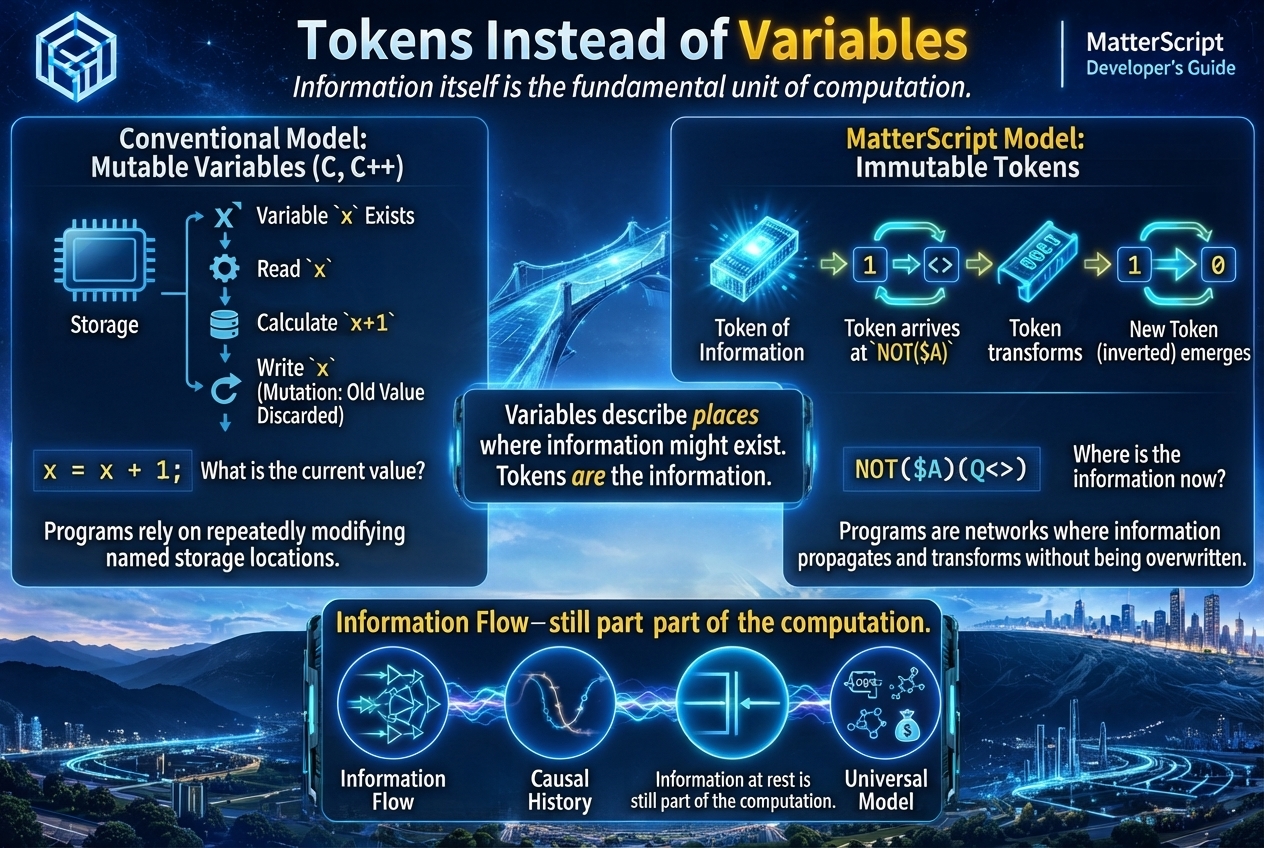 Tokens Instead of Variables
Information itself is the fundamental unit of computation.
MatterScript
Developer's Guide
Conventional Model:
Mutable Variables (C, C++)
Storage
x
Variable `x` Exists
Read `x`
Calculate `x+1`
Write `x`
(Mutation: Old Value
Discarded)
x = x + 1;
What is the current value?
Programs rely on repeatedly modifying
named storage locations.
Variables describe places
where information might exist.
Tokens are the information.
MatterScript Model:
Immutable Tokens
1
<>
1
0
Token of
Information
Token arrives
at `NOT($A)`
Token
transforms
New Token
(inverted) emerges
NOT($A)(Q<>)
Where is the
information now?
Programs are networks where information
propagates and transforms without being overwritten.
Information Flow—still part part of the computation.
$
Information
Flow
Causal
History
Information at rest is
still part of the computation.
Universal
Model